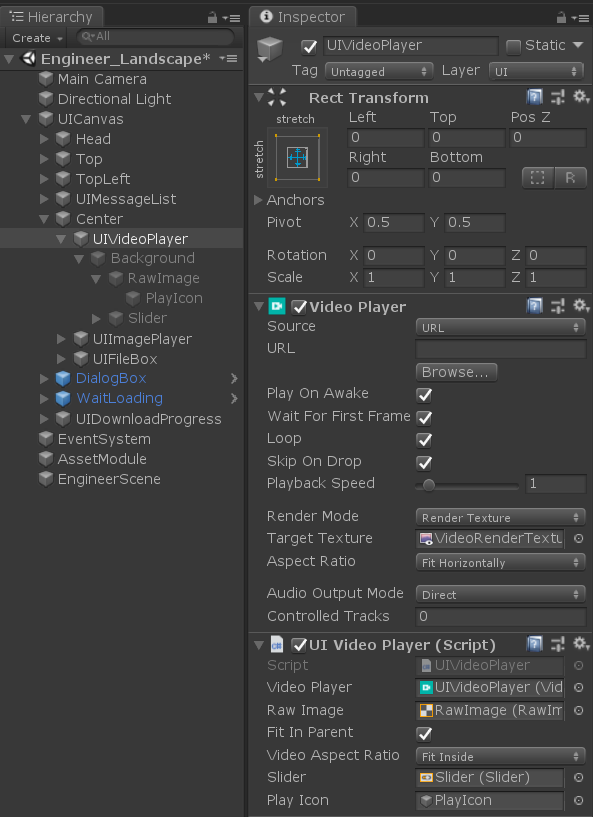 Hierarchy
Create
All
Engineer_Landscape*
Main Camera
Directional Light
UICanvas
Head
Top
TopLeft
UIMessageList
Center
UIVideoPlayer
Background
RawImage
PlayIcon
Slider
UIImagePlayer
UIFileBox
DialogBox
WaitLoading
UIDownloadProgress
EventSystem
AssetModule
EngineerScene
Inspector
UIVideoPlayer Static
Tag Untagged Layer UI
Rect Transform
stretch Left Top Pos Z
stretch 0 0 0
Right Bottom
0 0 R
Anchors
Pivot X 0.5 Y 0.5
Rotation X 0 Y 0 Z 0
Scale X 1 Y 1 Z 1
Video Player
Source URL
URL
Browse...
Play On Awake
Wait For First Frame
Loop
Skip On Drop
Playback Speed 1
Render Mode Render Texture
Target Texture VideoRenderTextu
Aspect Ratio Fit Horizontally
Audio Output Mode Direct
Controlled Tracks 0
UI Video Player (Script)
Script UIVideoPlayer
Video Player UIVideoPlayer (Vid
Raw Image RawImage (RawIm
Fit In Parent
Video Aspect Ratio Fit Inside
Slider Slider (Slider)
Play Icon PlayIcon